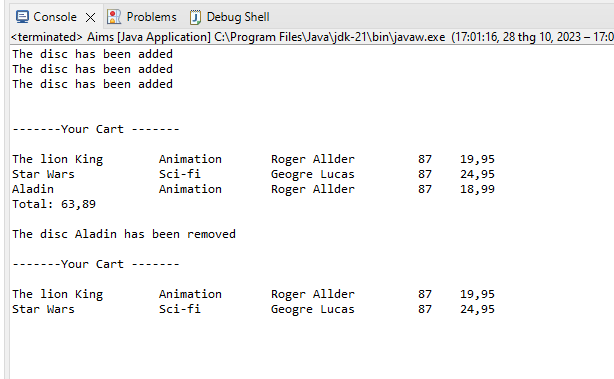 Console Problems Debug Shell
<terminated> Aims [Java Application] C:\Program Files\Java\jdk-21\bin\javaw.exe (17:01:16, 28 thg 10, 2023 – 17:0
The disc has been added
The disc has been added
The disc has been added
-------Your Cart -------
The lion King Animation Roger Allder 87 19,95
Star Wars Sci-fi Geogre Lucas 87 24,95
Aladin Animation Roger Allder 87 18,99
Total: 63,89
The disc Aladin has been removed
-------Your Cart -------
The lion King Animation Roger Allder 87 19,95
Star Wars Sci-fi Geogre Lucas 87 24,95